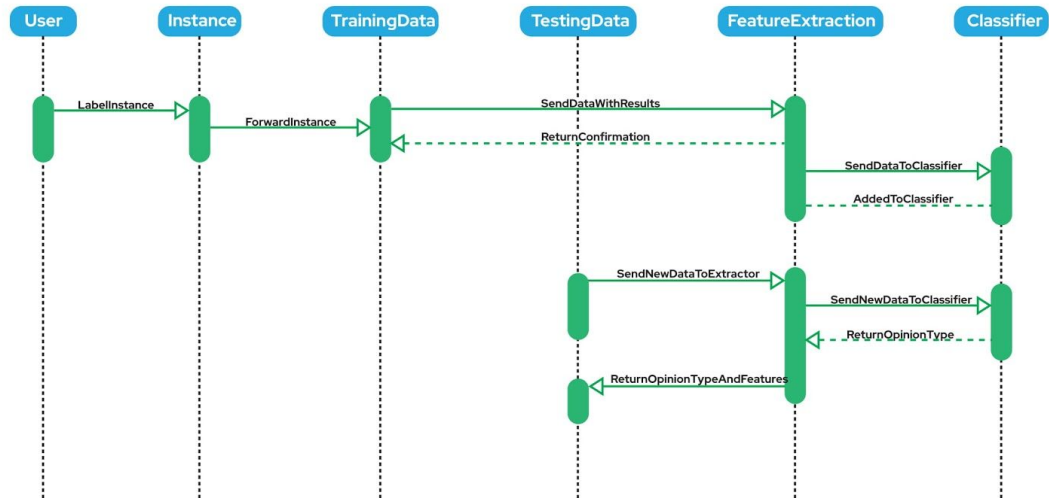 User
Instance
TrainingData
TestingData
FeatureExtraction
Classifier
LabelInstance
SendDataWithResults
ForwardInstance
ReturnConfirmation
SendDataToClassifier
AddedToClassifier
SendNewDataToExtractor
SendNewDataToClassifier
ReturnOpinionType
ReturnOpinionTypeAndFeatures